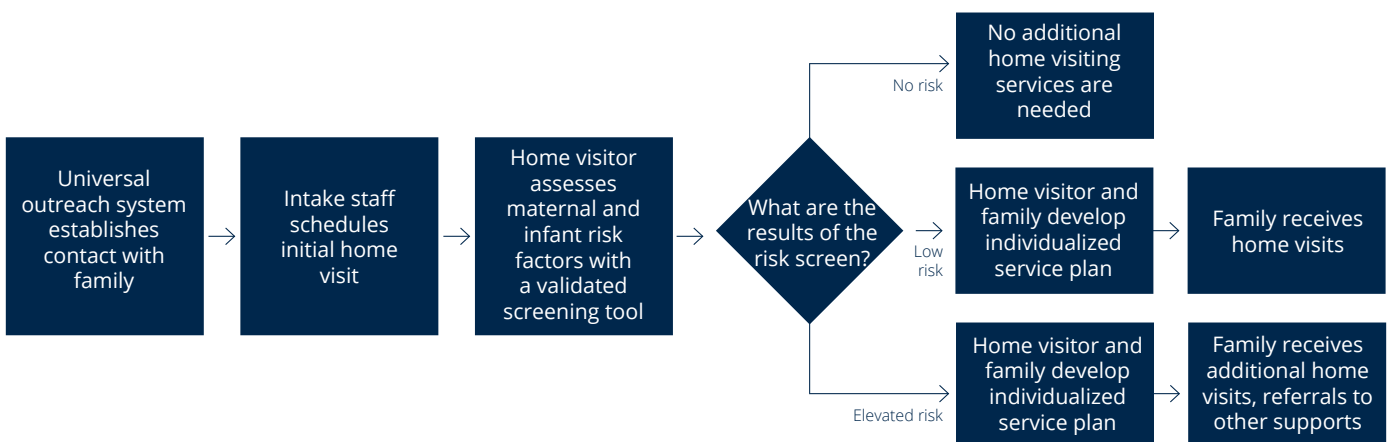 Universal
outreach system
establishes
contact with
family
Intake staff
schedules
initial home
visit
Home visitor
assesses
maternal and
infant risk
factors with
a validated
screening tool
What are the
results of the
risk screen?
No risk
No additional
home visiting
services are
needed
Low
risk
Home visitor and
family develop
individualized
service plan
Family receives
home visits
Elevated risk
Home visitor and
family develop
individualized
service plan
Family receives
additional home
visits, referrals to
other supports